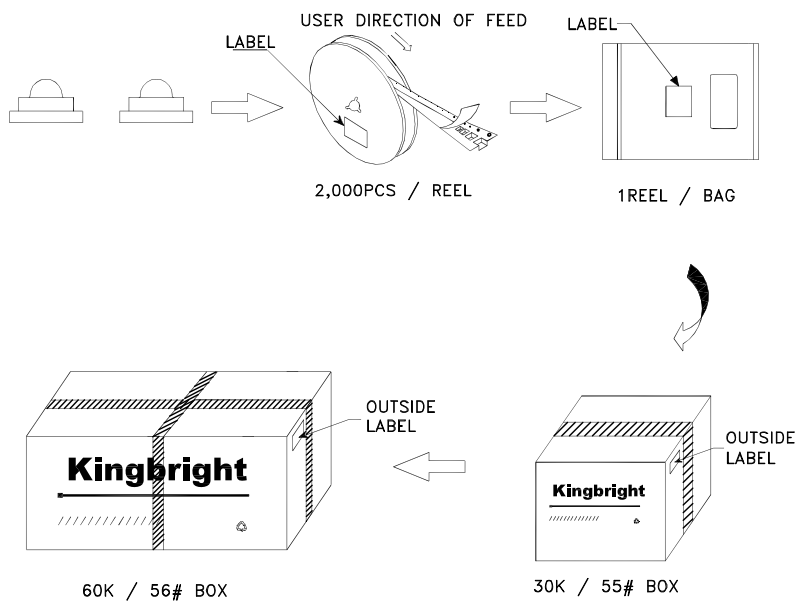 USER DIRECTION OF FEED
LABEL
LABEL
2,000PCS / REEL
1REEL / BAG
OUTSIDE
LABEL
OUTSIDE
LABEL
Kingbright
Kingbright
60K / 56# BOX
30K / 55# BOX